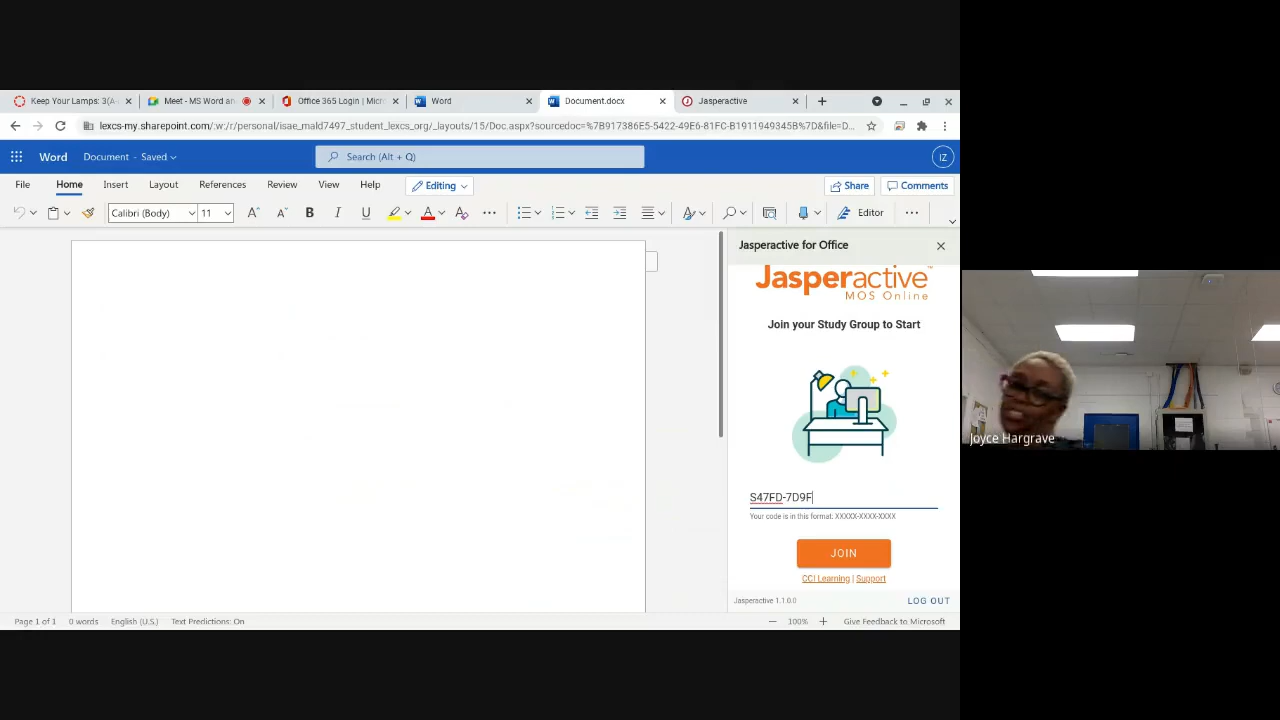 Keep Your Lamps: 3(A-
Meet - MS Word an
Office 365 Login | Micr
Word
Document.docx
Jasperactive
lexcs-my.sharepoint.com/:w:/r/personal/isae_mald7497_student_lexcs_org/_layouts/15/Doc.aspx?sourcedoc=%7B917386E5-5422-49E6-81FC-B1911949345B%7D&file=D...
Word
Document - Saved
Search (Alt + Q)
IZ
File
Home
Insert
Layout
References
Review
View
Help
Editing
Share
Comments
Calibri (Body)
11
Editor
Jasperactive for Office
Jasperactive™
MOS Online
Join your Study Group to Start
S47FD-7D9F
Your code is in this format: XXXXX-XXXX-XXXX
JOIN
CCI Learning | Support
Jasperactive 1.1.0.0
LOG OUT
Page 1 of 1
0 words
English (U.S.)
Text Predictions: On
100%
Give Feedback to Microsoft
Joyce Hargrave